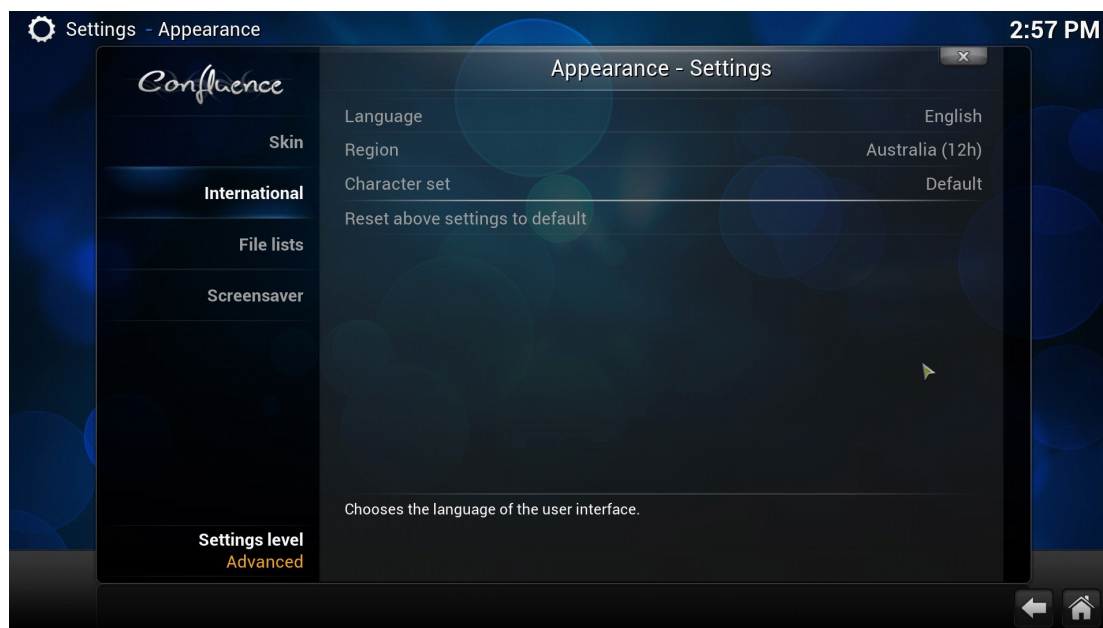 Settings - Appearance
2:57 PM
Confluence
Appearance - Settings
Skin
International
File lists
Screensaver
Language English
Region Australia (12h)
Character set Default
Reset above settings to default
Chooses the language of the user interface.
Settings level
Advanced